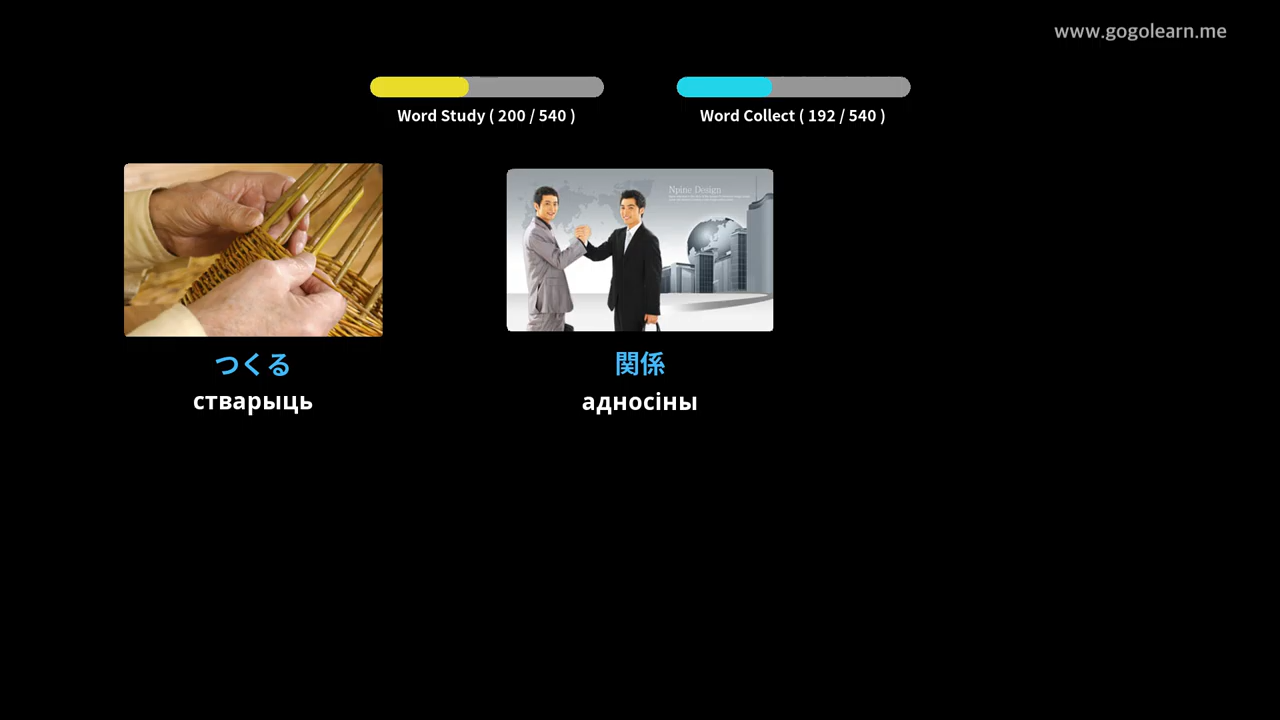 www.gogolearn.me
Word Study ( 200 / 540 )
Word Collect ( 192 / 540 )
Npine Design
つくる
関係
стварыць
адносіны